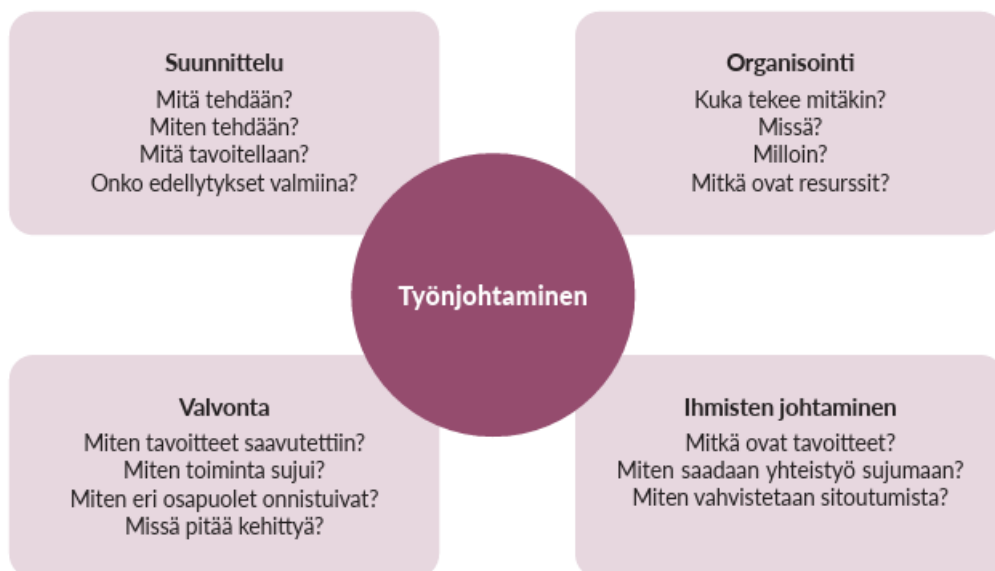 Suunnittelu
Mitä tehdään?
Miten tehdään?
Mitä tavoitellaan?
Onko edellytykset valmiina?
Organisointi
Kuka tekee mitäkin?
Missä?
Milloin?
Mitkä ovat resurssit?
Työnjohtaminen
Valvonta
Miten tavoitteet saavutettiin?
Miten toiminta sujui?
Miten eri osapuolet onnistuivat?
Missä pitää kehittyä?
Ihmisten johtaminen
Mitkä ovat tavoitteet?
Miten saadaan yhteistyö sujumaan?
Miten vahvistetaan sitoutumista?